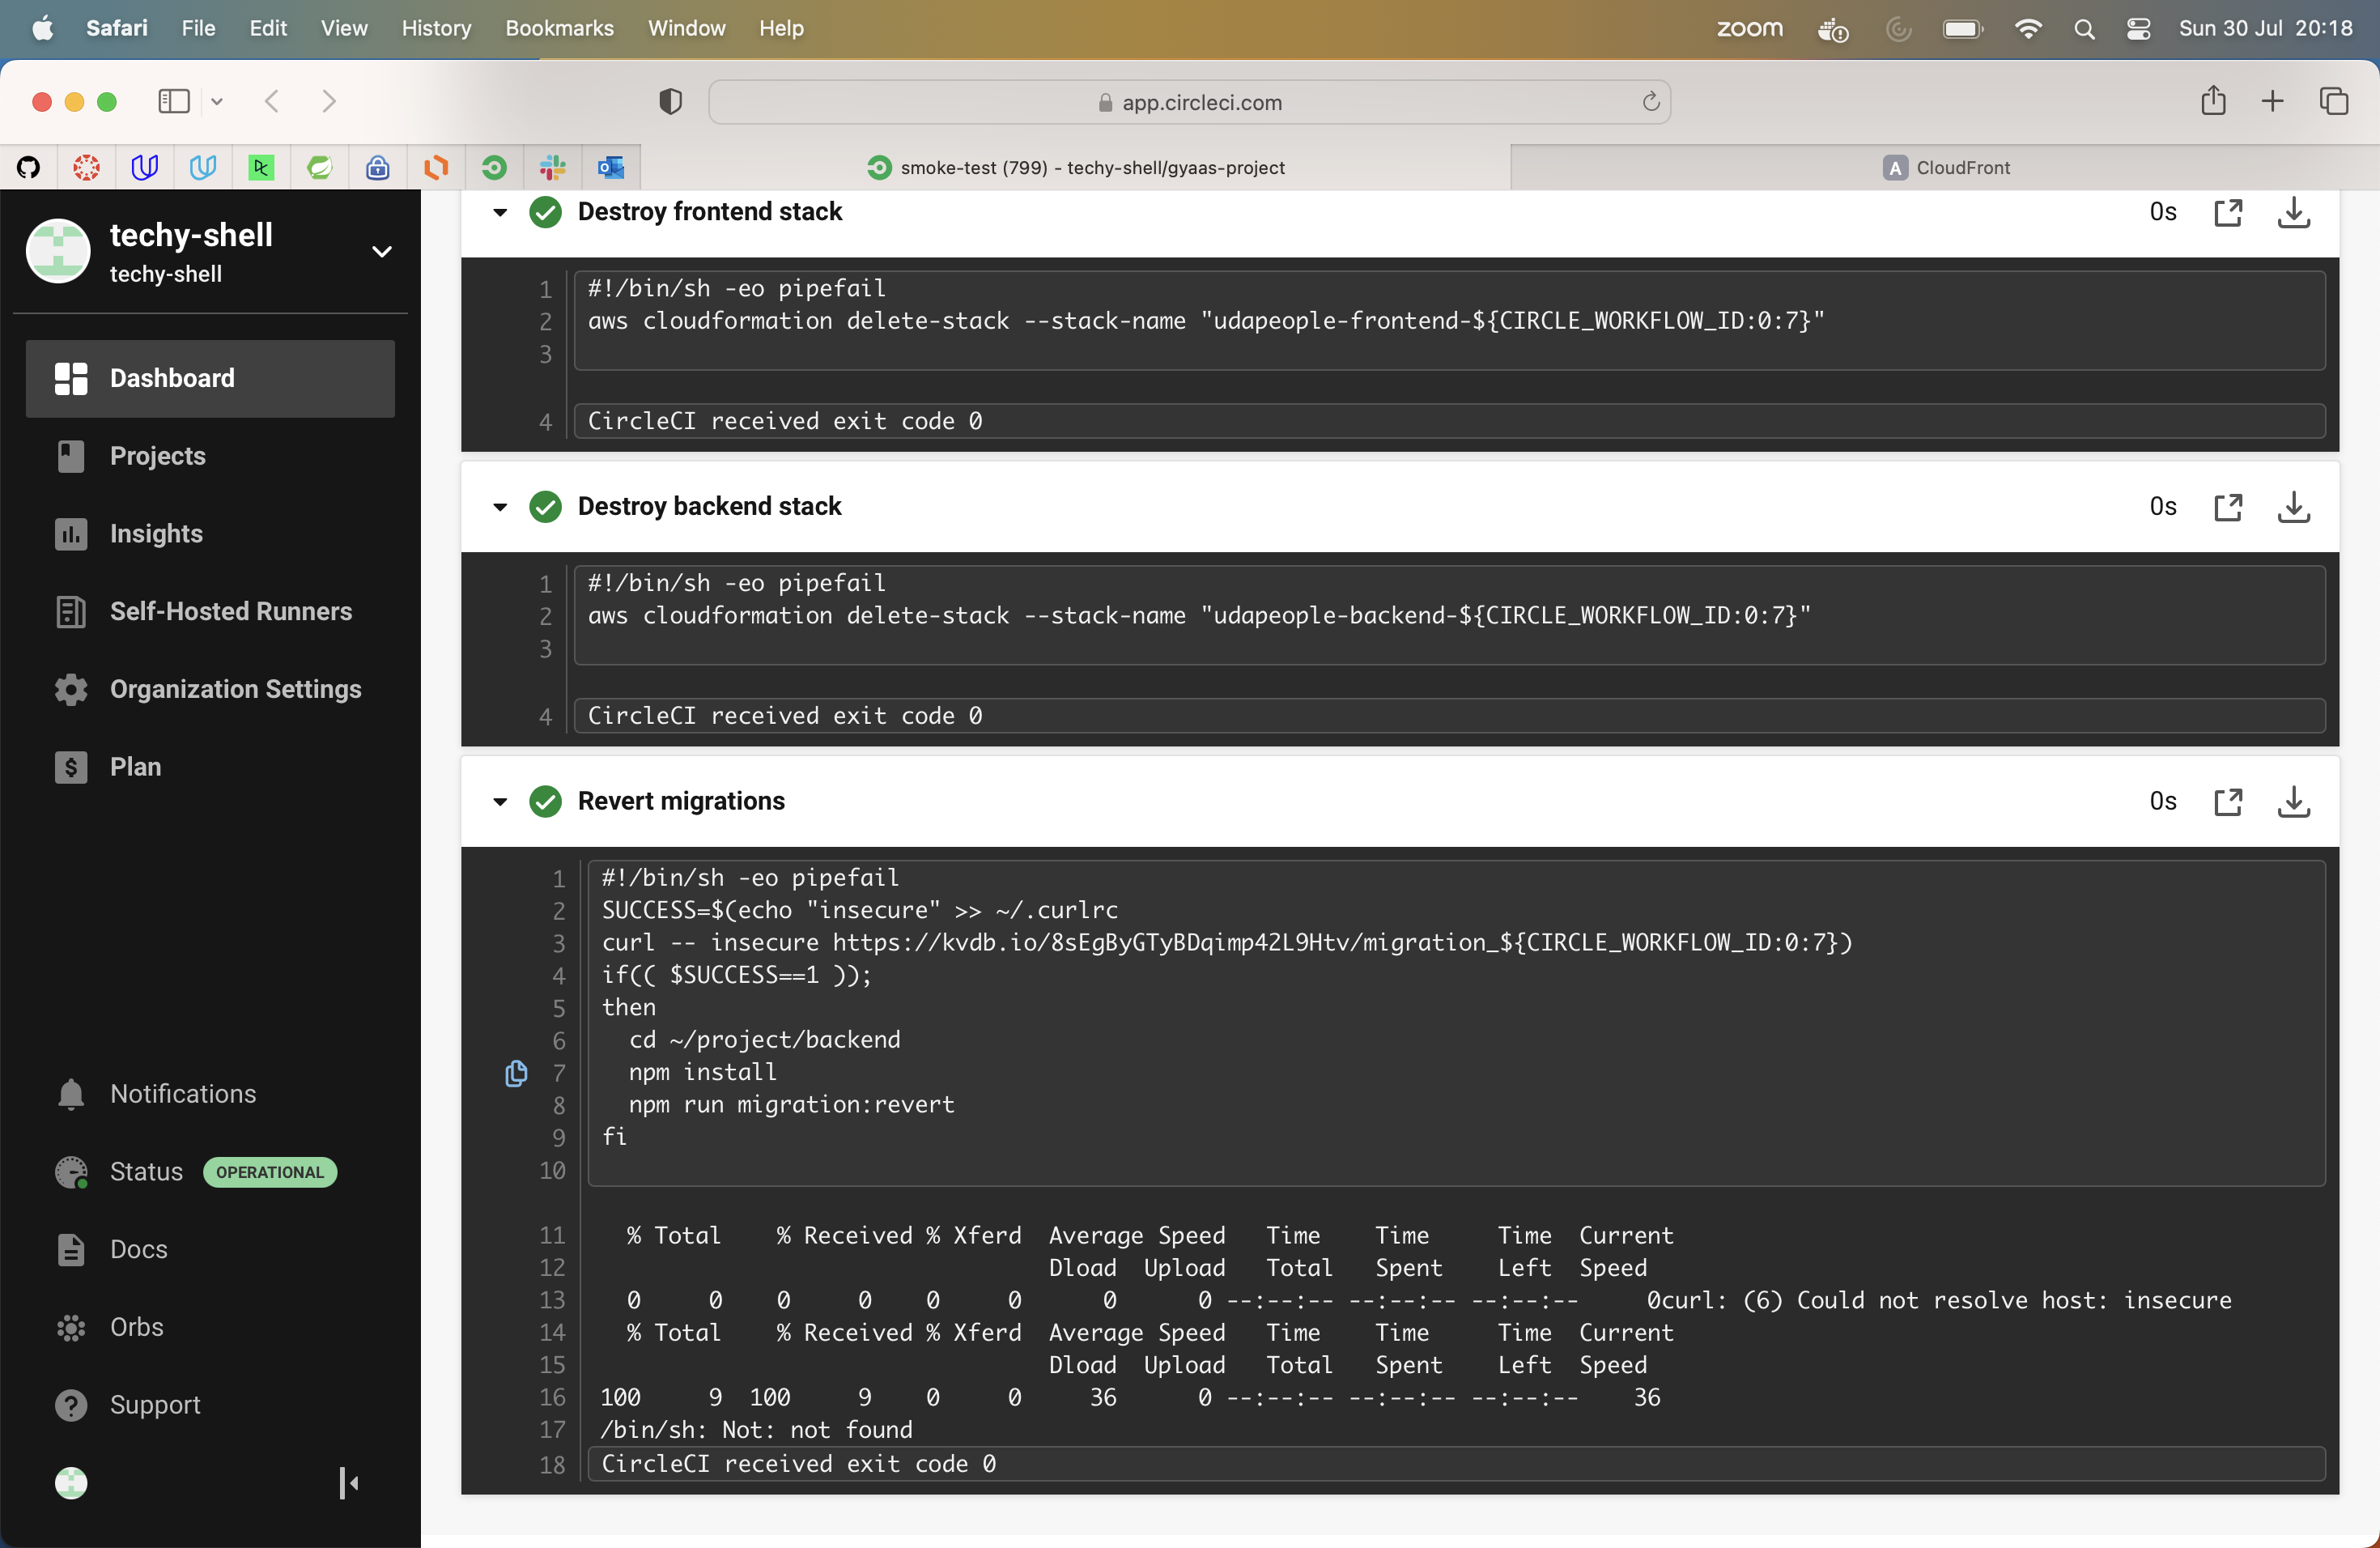 Safari File Edit View History Bookmarks Window Help zoom Sun 30 Jul 20:18
app.circleci.com
smoke-test (799) - techy-shell/gyaas-project
A CloudFront
techy-shell
techy-shell
Dashboard
Projects
Insights
Self-Hosted Runners
Organization Settings
Plan
Notifications
Status OPERATIONAL
Docs
Orbs
Support
Destroy frontend stack 0s
1 #!/bin/sh -eo pipefail
2 aws cloudformation delete-stack --stack-name "udapeople-frontend-${CIRCLE_WORKFLOW_ID:0:7}"
3
4 CircleCI received exit code 0
Destroy backend stack 0s
1 #!/bin/sh -eo pipefail
2 aws cloudformation delete-stack --stack-name "udapeople-backend-${CIRCLE_WORKFLOW_ID:0:7}"
3
4 CircleCI received exit code 0
Revert migrations 0s
1 #!/bin/sh -eo pipefail
2 SUCCESS=$(echo "insecure" >> ~/.curlrc
3 curl -- insecure https://kvdb.io/8sEgByGTyBDqimp42L9Htv/migration_${CIRCLE_WORKFLOW_ID:0:7})
4 if(( $SUCCESS==1 ));
5 then
6   cd ~/project/backend
7   npm install
8   npm run migration:revert
9 fi
10
11   % Total    % Received % Xferd  Average Speed   Time    Time     Time  Current
12                                  Dload  Upload   Total   Spent    Left  Speed
13   0     0    0     0    0     0      0      0 --:--:-- --:--:-- --:--:--     0curl: (6) Could not resolve host: insecure
14   % Total    % Received % Xferd  Average Speed   Time    Time     Time  Current
15                                  Dload  Upload   Total   Spent    Left  Speed
16 100     9  100     9    0     0     36      0 --:--:-- --:--:-- --:--:--    36
17 /bin/sh: Not: not found
18 CircleCI received exit code 0